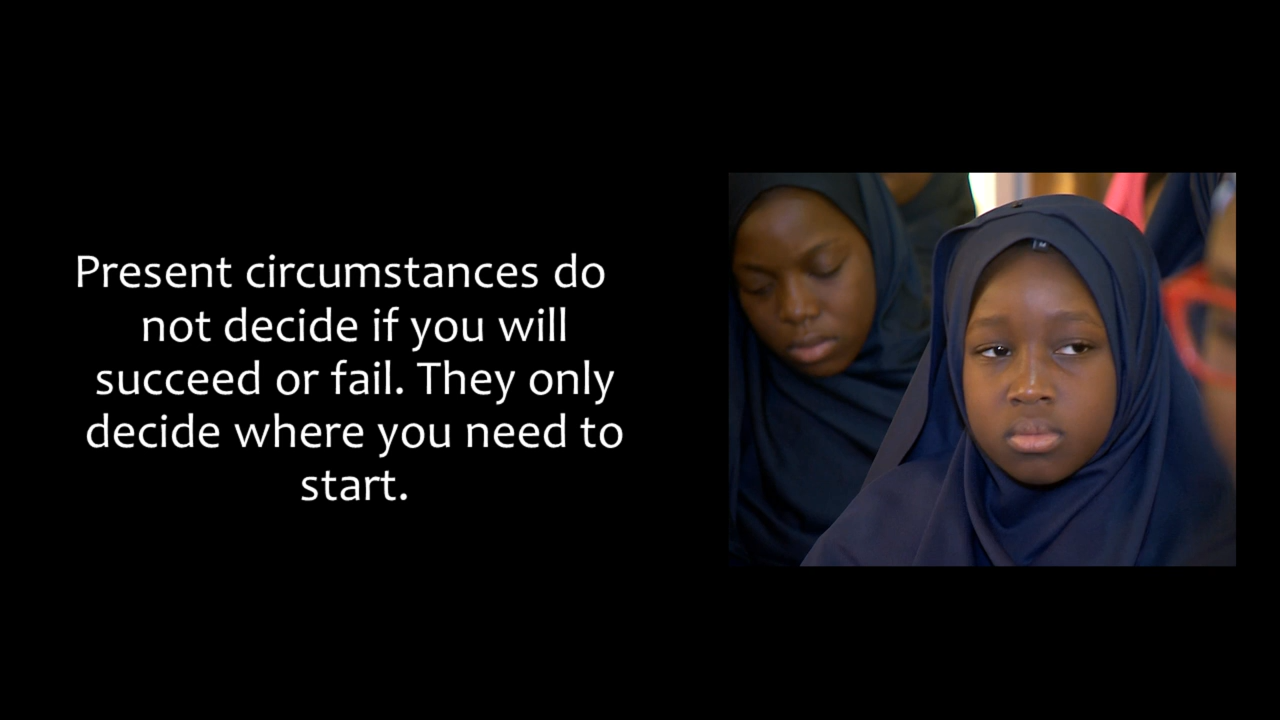 Present circumstances do
not decide if you will
succeed or fail. They only
decide where you need to
start.